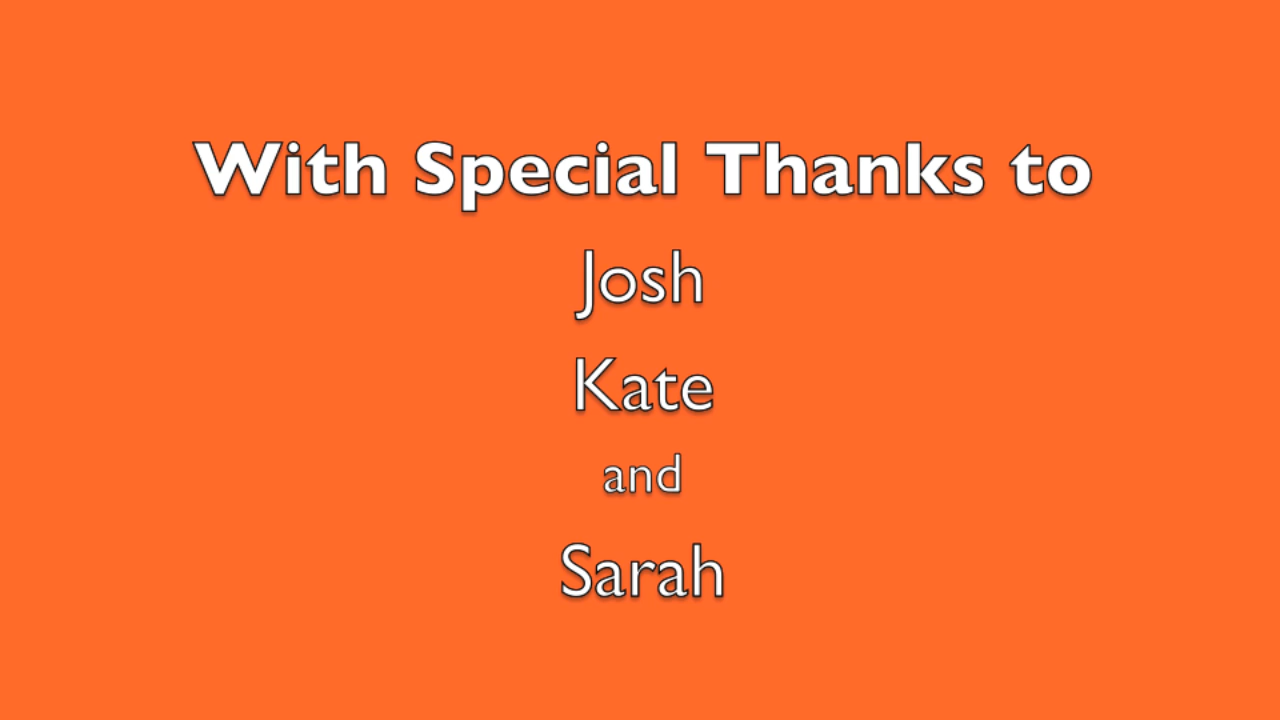 With Special Thanks to
Josh
Kate
and
Sarah